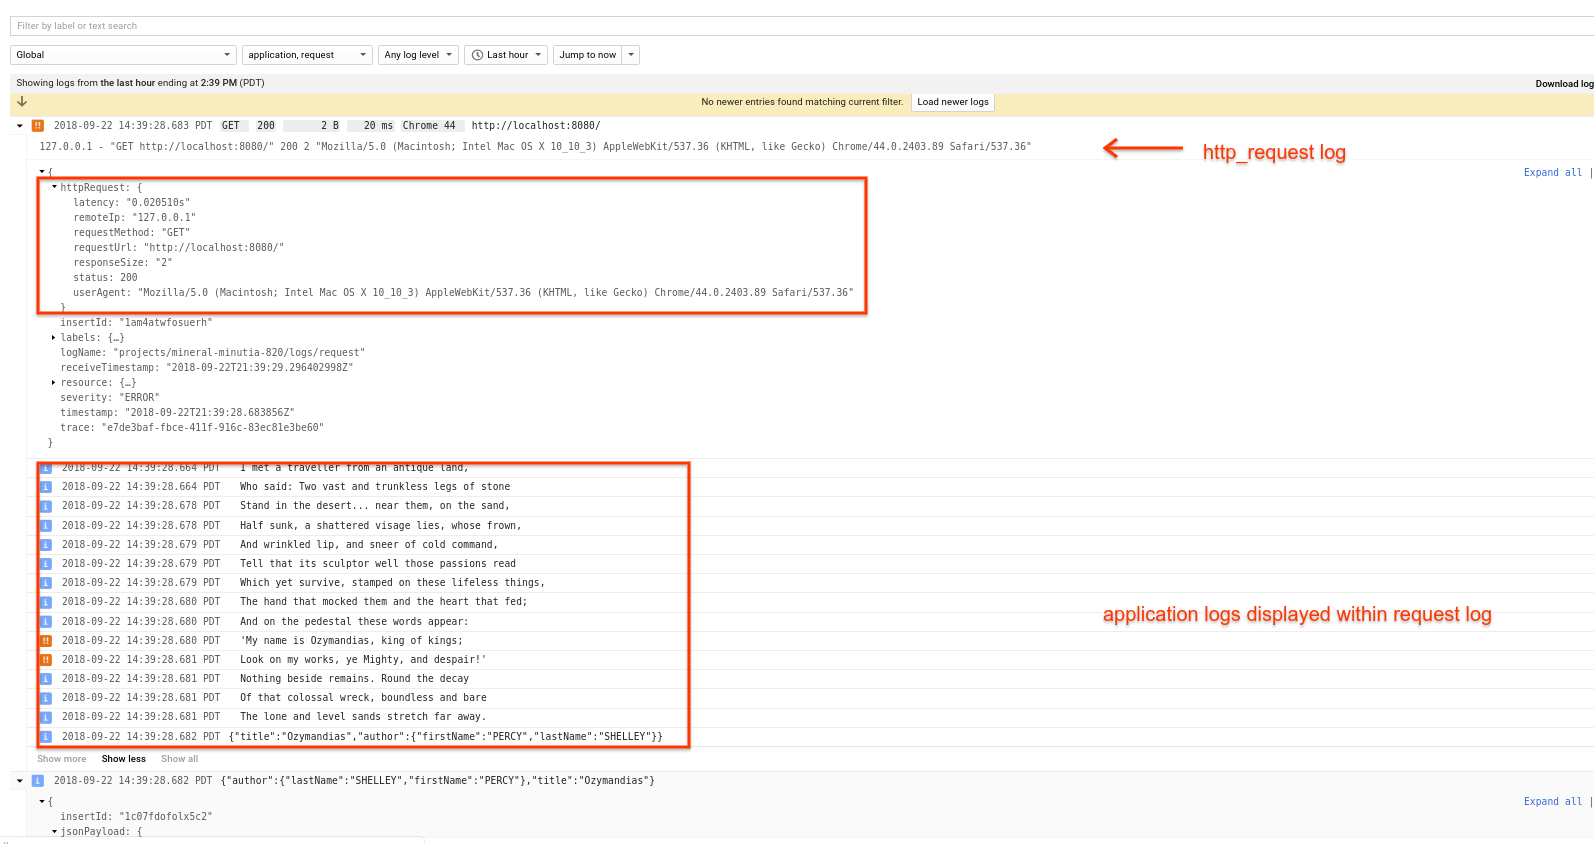 Filter by label or text search
Global application, request Any log level Last hour Jump to now
Showing logs from the last hour ending at 2:39 PM (PDT) Download log
No newer entries found matching current filter. Load newer logs
!! 2018-09-22 14:39:28.683 PDT GET 200 2 B 20 ms Chrome 44 http://localhost:8080/
127.0.0.1 - "GET http://localhost:8080/" 200 2 "Mozilla/5.0 (Macintosh; Intel Mac OS X 10_10_3) AppleWebKit/537.36 (KHTML, like Gecko) Chrome/44.0.2403.89 Safari/537.36"
http_request log
{ Expand all |
httpRequest: {
latency: "0.020510s"
remoteIp: "127.0.0.1"
requestMethod: "GET"
requestUrl: "http://localhost:8080/"
responseSize: "2"
status: 200
userAgent: "Mozilla/5.0 (Macintosh; Intel Mac OS X 10_10_3) AppleWebKit/537.36 (KHTML, like Gecko) Chrome/44.0.2403.89 Safari/537.36"
}
insertId: "1am4atwfosuerh"
labels: {…}
logName: "projects/mineral-minutia-820/logs/request"
receiveTimestamp: "2018-09-22T21:39:29.296402998Z"
resource: {…}
severity: "ERROR"
timestamp: "2018-09-22T21:39:28.683856Z"
trace: "e7de3baf-fbce-411f-916c-83ec81e3be60"
}
i 2018-09-22 14:39:28.664 PDT I met a traveller from an antique land,
i 2018-09-22 14:39:28.664 PDT Who said: Two vast and trunkless legs of stone
i 2018-09-22 14:39:28.678 PDT Stand in the desert... near them, on the sand,
i 2018-09-22 14:39:28.678 PDT Half sunk, a shattered visage lies, whose frown,
i 2018-09-22 14:39:28.679 PDT And wrinkled lip, and sneer of cold command,
i 2018-09-22 14:39:28.679 PDT Tell that its sculptor well those passions read
i 2018-09-22 14:39:28.679 PDT Which yet survive, stamped on these lifeless things,
i 2018-09-22 14:39:28.680 PDT The hand that mocked them and the heart that fed;
i 2018-09-22 14:39:28.680 PDT And on the pedestal these words appear:
application logs displayed within request log
!! 2018-09-22 14:39:28.680 PDT 'My name is Ozymandias, king of kings;
!! 2018-09-22 14:39:28.681 PDT Look on my works, ye Mighty, and despair!'
i 2018-09-22 14:39:28.681 PDT Nothing beside remains. Round the decay
i 2018-09-22 14:39:28.681 PDT Of that colossal wreck, boundless and bare
i 2018-09-22 14:39:28.681 PDT The lone and level sands stretch far away.
i 2018-09-22 14:39:28.682 PDT {"title":"Ozymandias","author":{"firstName":"PERCY","lastName":"SHELLEY"}}
Show more Show less Show all
i 2018-09-22 14:39:28.682 PDT {"author":{"lastName":"SHELLEY","firstName":"PERCY"},"title":"Ozymandias"}
{ Expand all |
insertId: "1c07fdofolx5c2"
jsonPayload: {